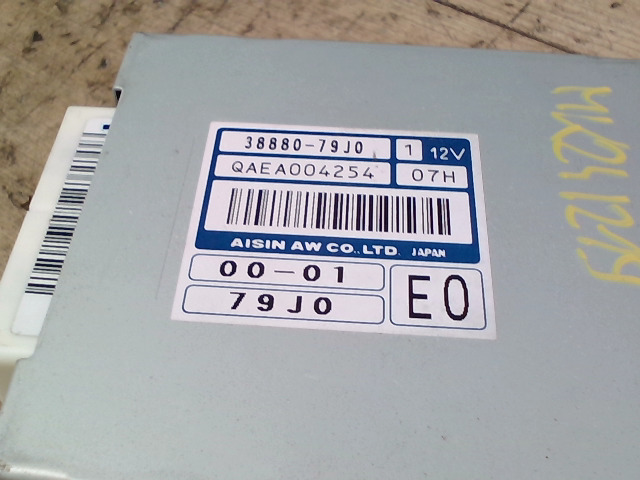 38880-79J0 1 12V
QAEA004254 07H
AISIN AW CO.,LTD. JAPAN
00-01
79J0
E0